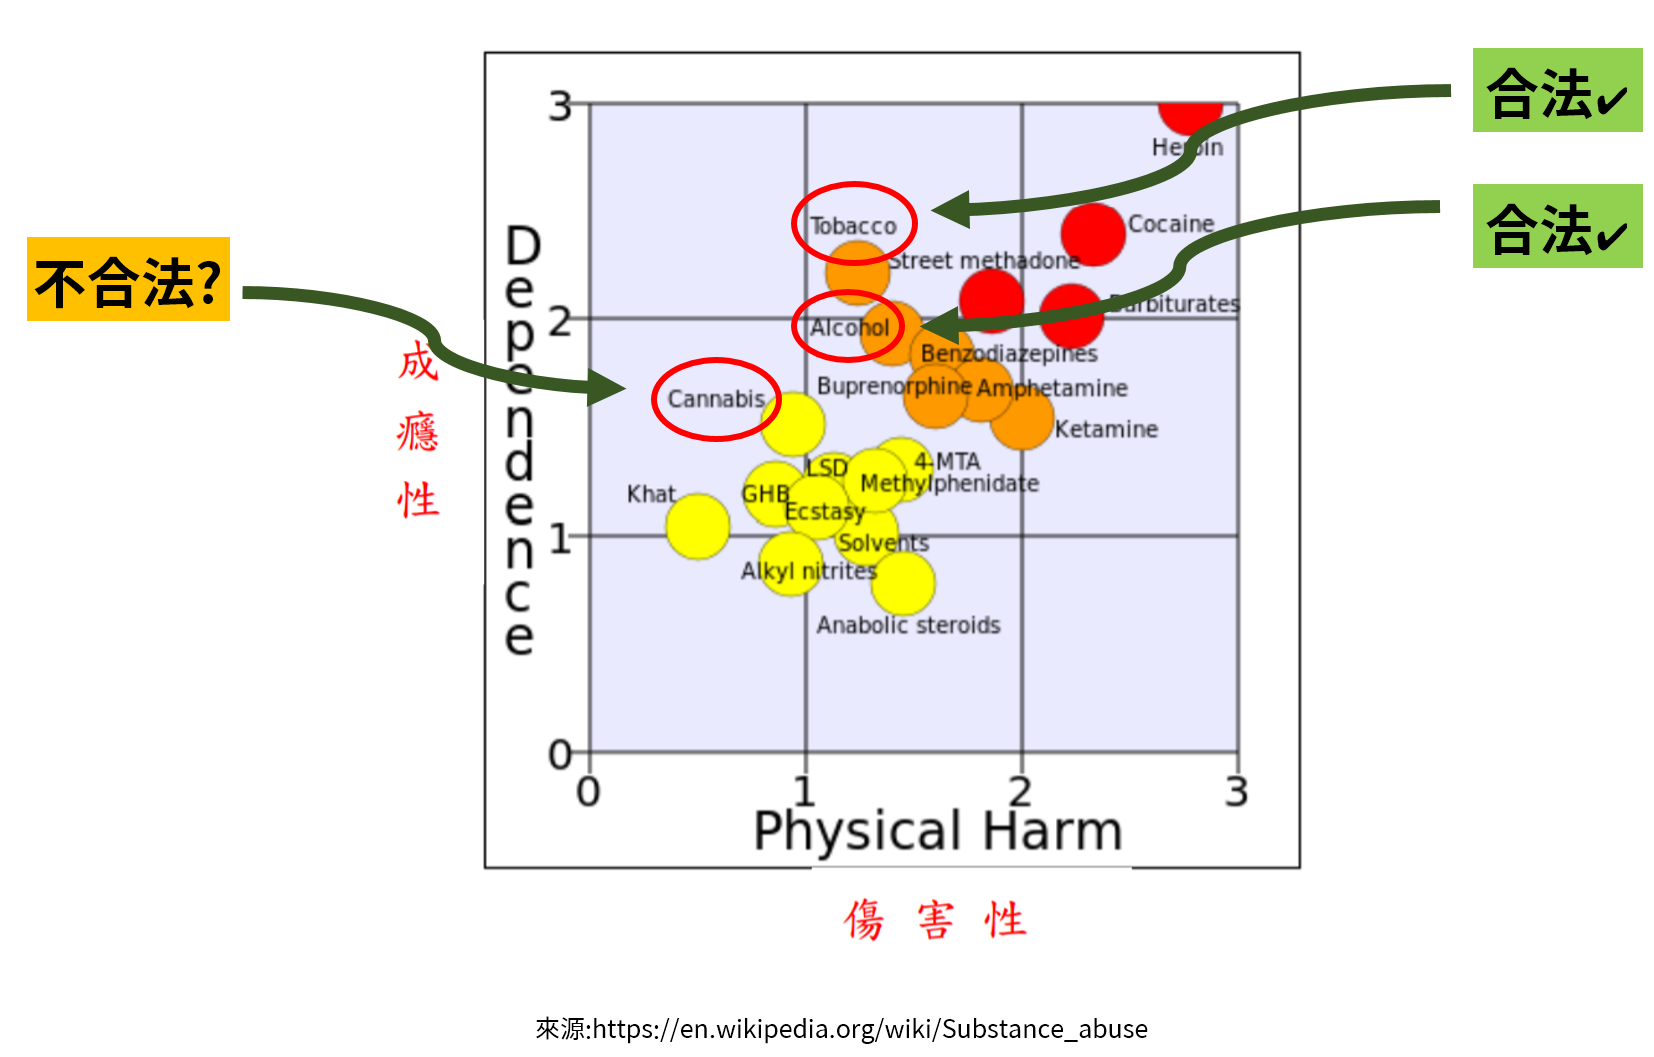 合法✔
合法✔
不合法?
成
癮
性
Dependence
3
2
1
0
Heroin
Tobacco
Cocaine
Street methadone
Barbiturates
Alcohol
Benzodiazepines
Buprenorphine
Amphetamine
Cannabis
Ketamine
4-MTA
LSD
Methylphenidate
Khat
GHB
Ecstasy
Solvents
Alkyl nitrites
Anabolic steroids
0
1
2
3
Physical Harm
傷 害 性
來源:https://en.wikipedia.org/wiki/Substance_abuse